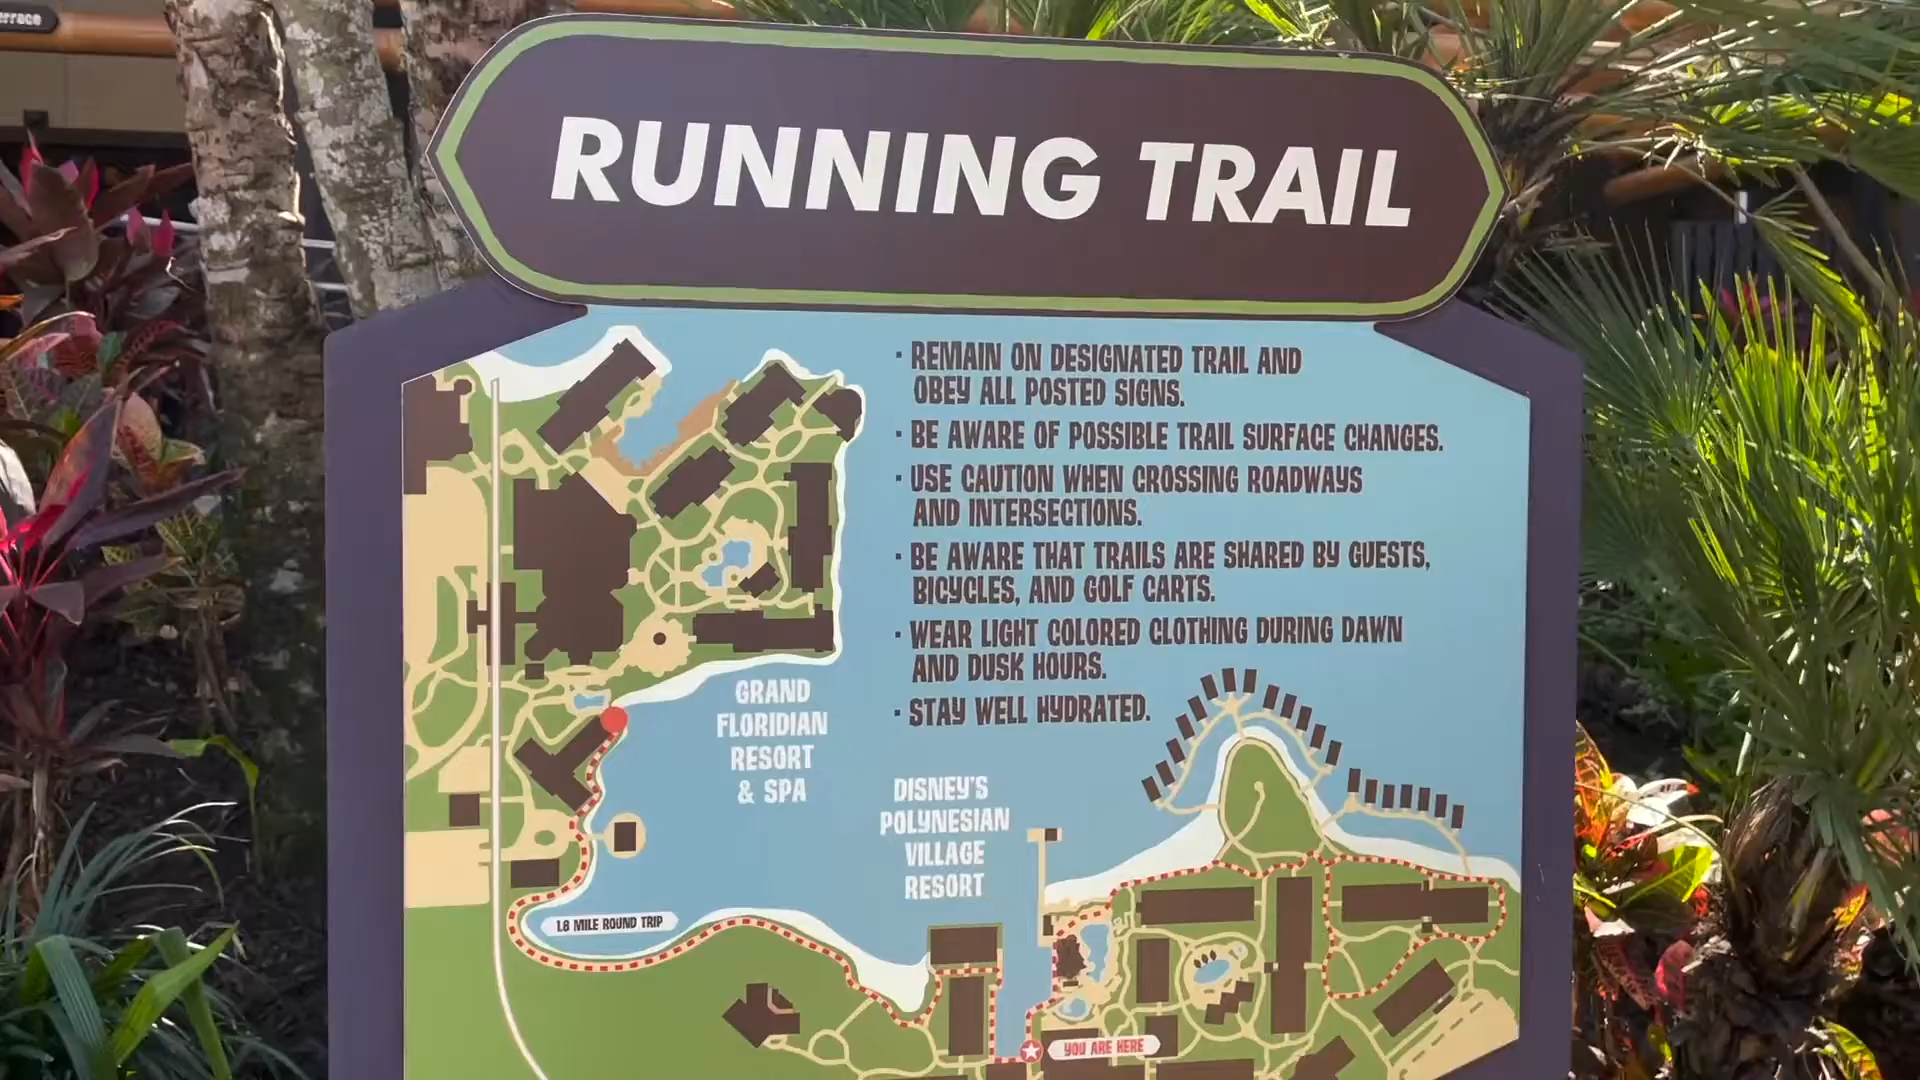 RUNNING TRAIL
· REMAIN ON DESIGNATED TRAIL AND
OBEY ALL POSTED SIGNS.
· BE AWARE OF POSSIBLE TRAIL SURFACE CHANGES.
· USE CAUTION WHEN CROSSING ROADWAYS
AND INTERSECTIONS.
· BE AWARE THAT TRAILS ARE SHARED BY GUESTS,
BICYCLES, AND GOLF CARTS.
· WEAR LIGHT COLORED CLOTHING DURING DAWN
AND DUSK HOURS.
· STAY WELL HYDRATED.
GRAND
FLORIDIAN
RESORT
& SPA
DISNEY'S
POLYNESIAN
VILLAGE
RESORT
1.8 MILE ROUND TRIP
YOU ARE HERE